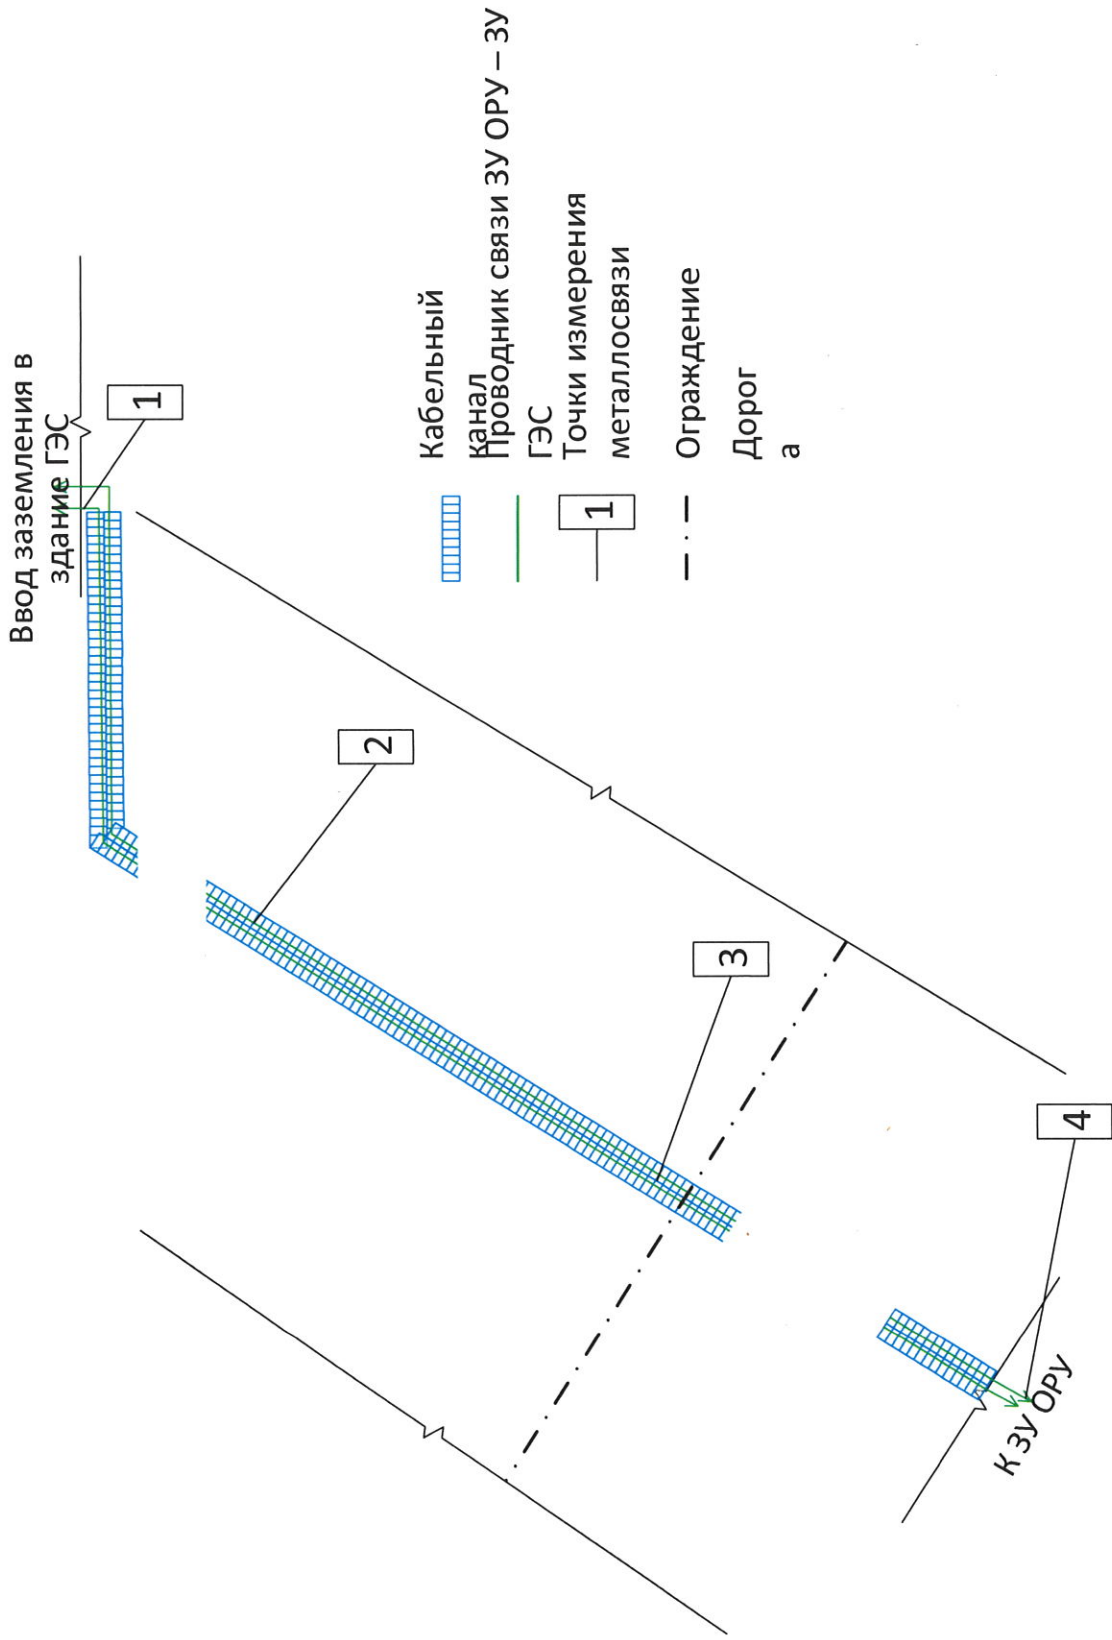 Ввод заземления в
здание ГЭС
1
2
3
4
К ЗУ ОРУ
Кабельный
канал
Проводник связи ЗУ ОРУ – ЗУ
ГЭС
1
Точки измерения
металлосвязи
Ограждение
Дорог
а